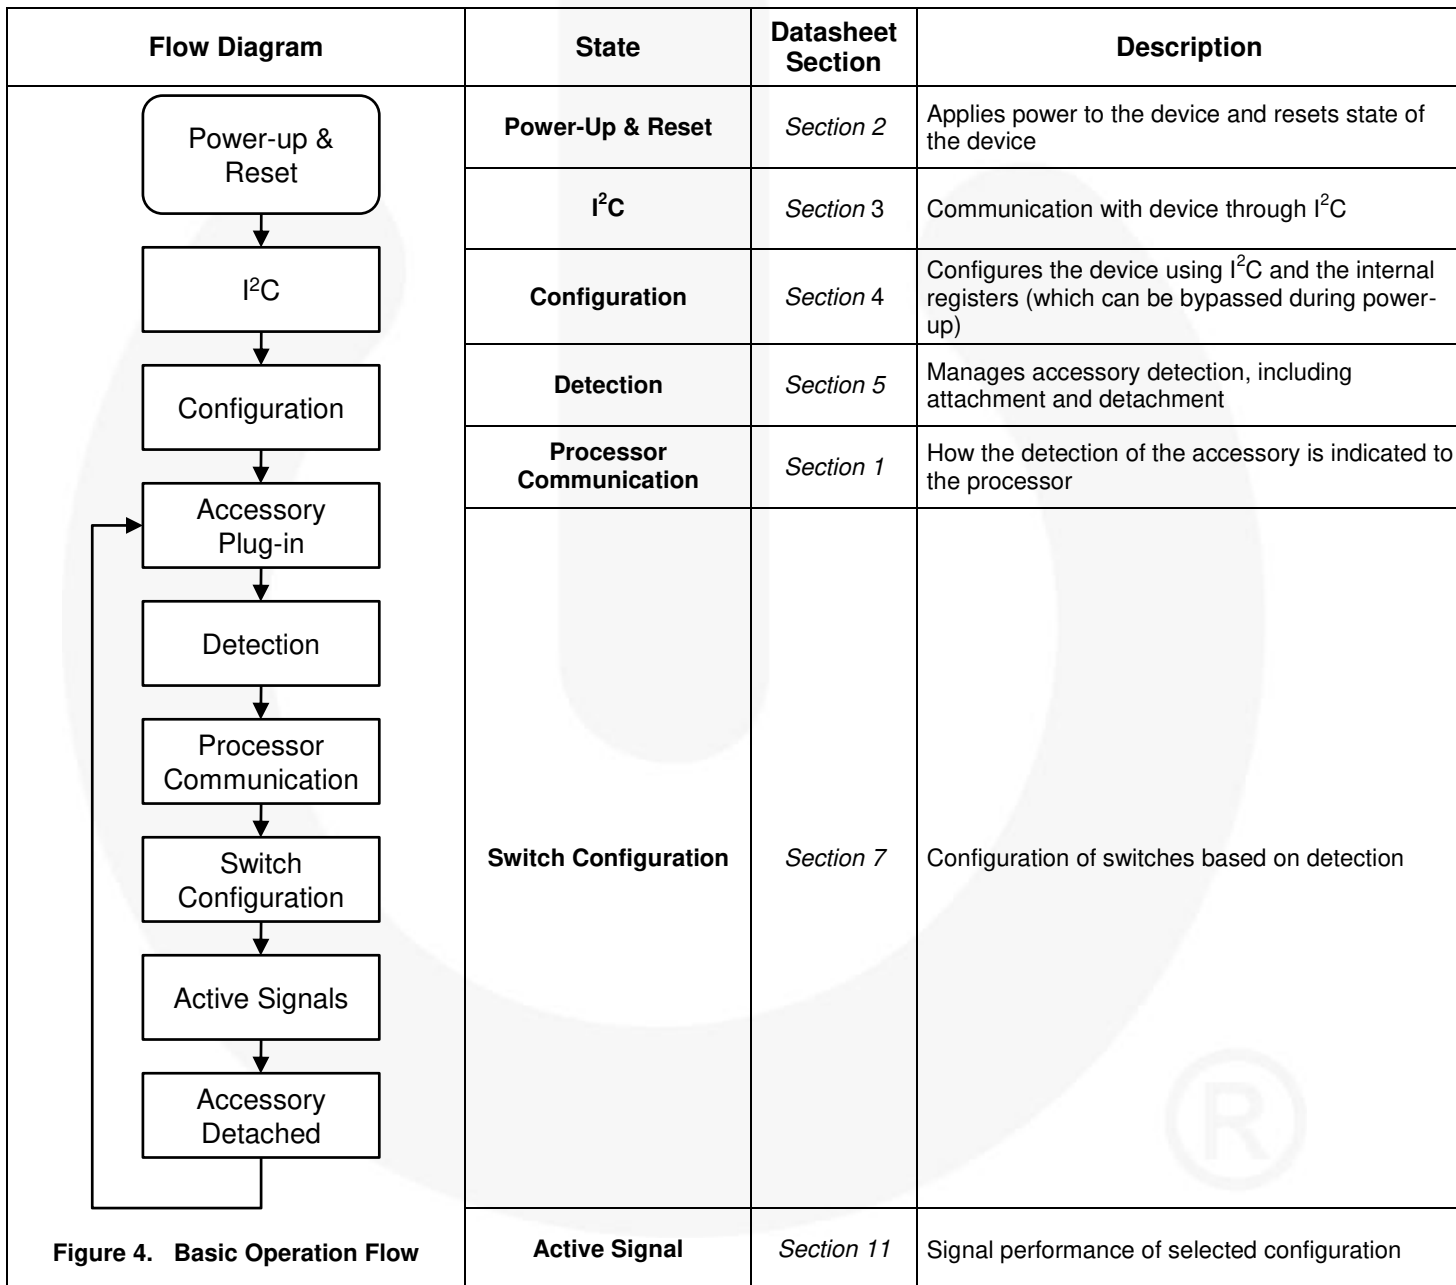 Flow Diagram
State
Datasheet
Section
Description
Power-up &
Reset
I²C
Configuration
Accessory
Plug-in
Detection
Processor
Communication
Switch
Configuration
Active Signals
Accessory
Detached
Figure 4. Basic Operation Flow
Power-Up & Reset
Section 2
Applies power to the device and resets state of
the device
I²C
Section 3
Communication with device through I²C
Configuration
Section 4
Configures the device using I²C and the internal
registers (which can be bypassed during power-
up)
Detection
Section 5
Manages accessory detection, including
attachment and detachment
Processor
Communication
Section 1
How the detection of the accessory is indicated to
the processor
Switch Configuration
Section 7
Configuration of switches based on detection
Active Signal
Section 11
Signal performance of selected configuration
®